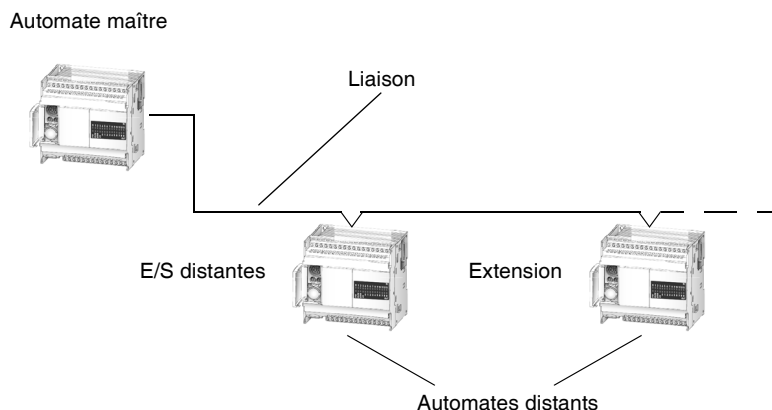 Automate maître
Liaison
E/S distantes
Extension
Automates distants